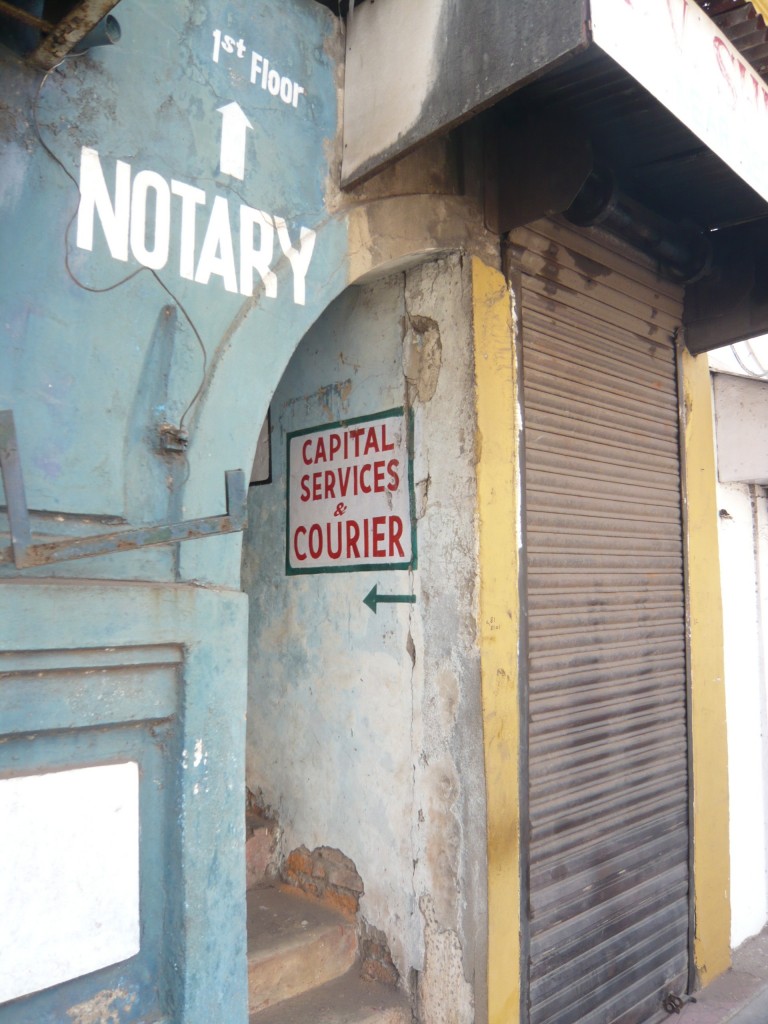 1st Floor
NOTARY
CAPITAL
SERVICES
&
COURIER